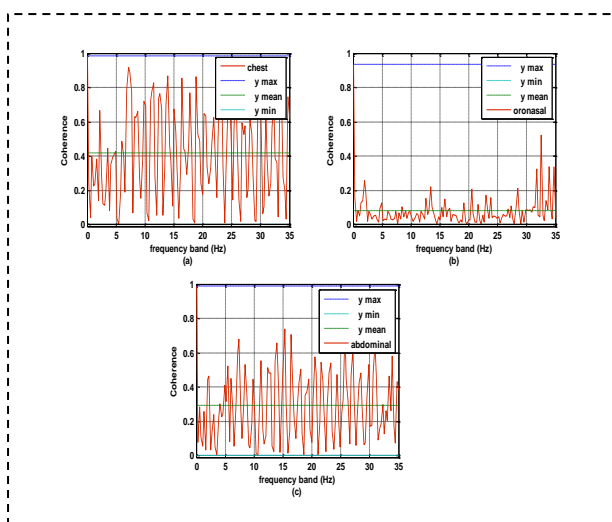 1
0.8
0.6
0.4
0.2
0
Coherence
0 5 10 15 20 25 30 35
frequency band (Hz)
(a)
chest
y max
y mean
y min
1
0.8
0.6
0.4
0.2
0
Coherence
0 5 10 15 20 25 30 35
frequency band (Hz)
(b)
y max
y min
y mean
oronasal
1
0.8
0.6
0.4
0.2
0
Coherence
0 5 10 15 20 25 30 35
frequency band (Hz)
(c)
y max
y min
y mean
abdominal